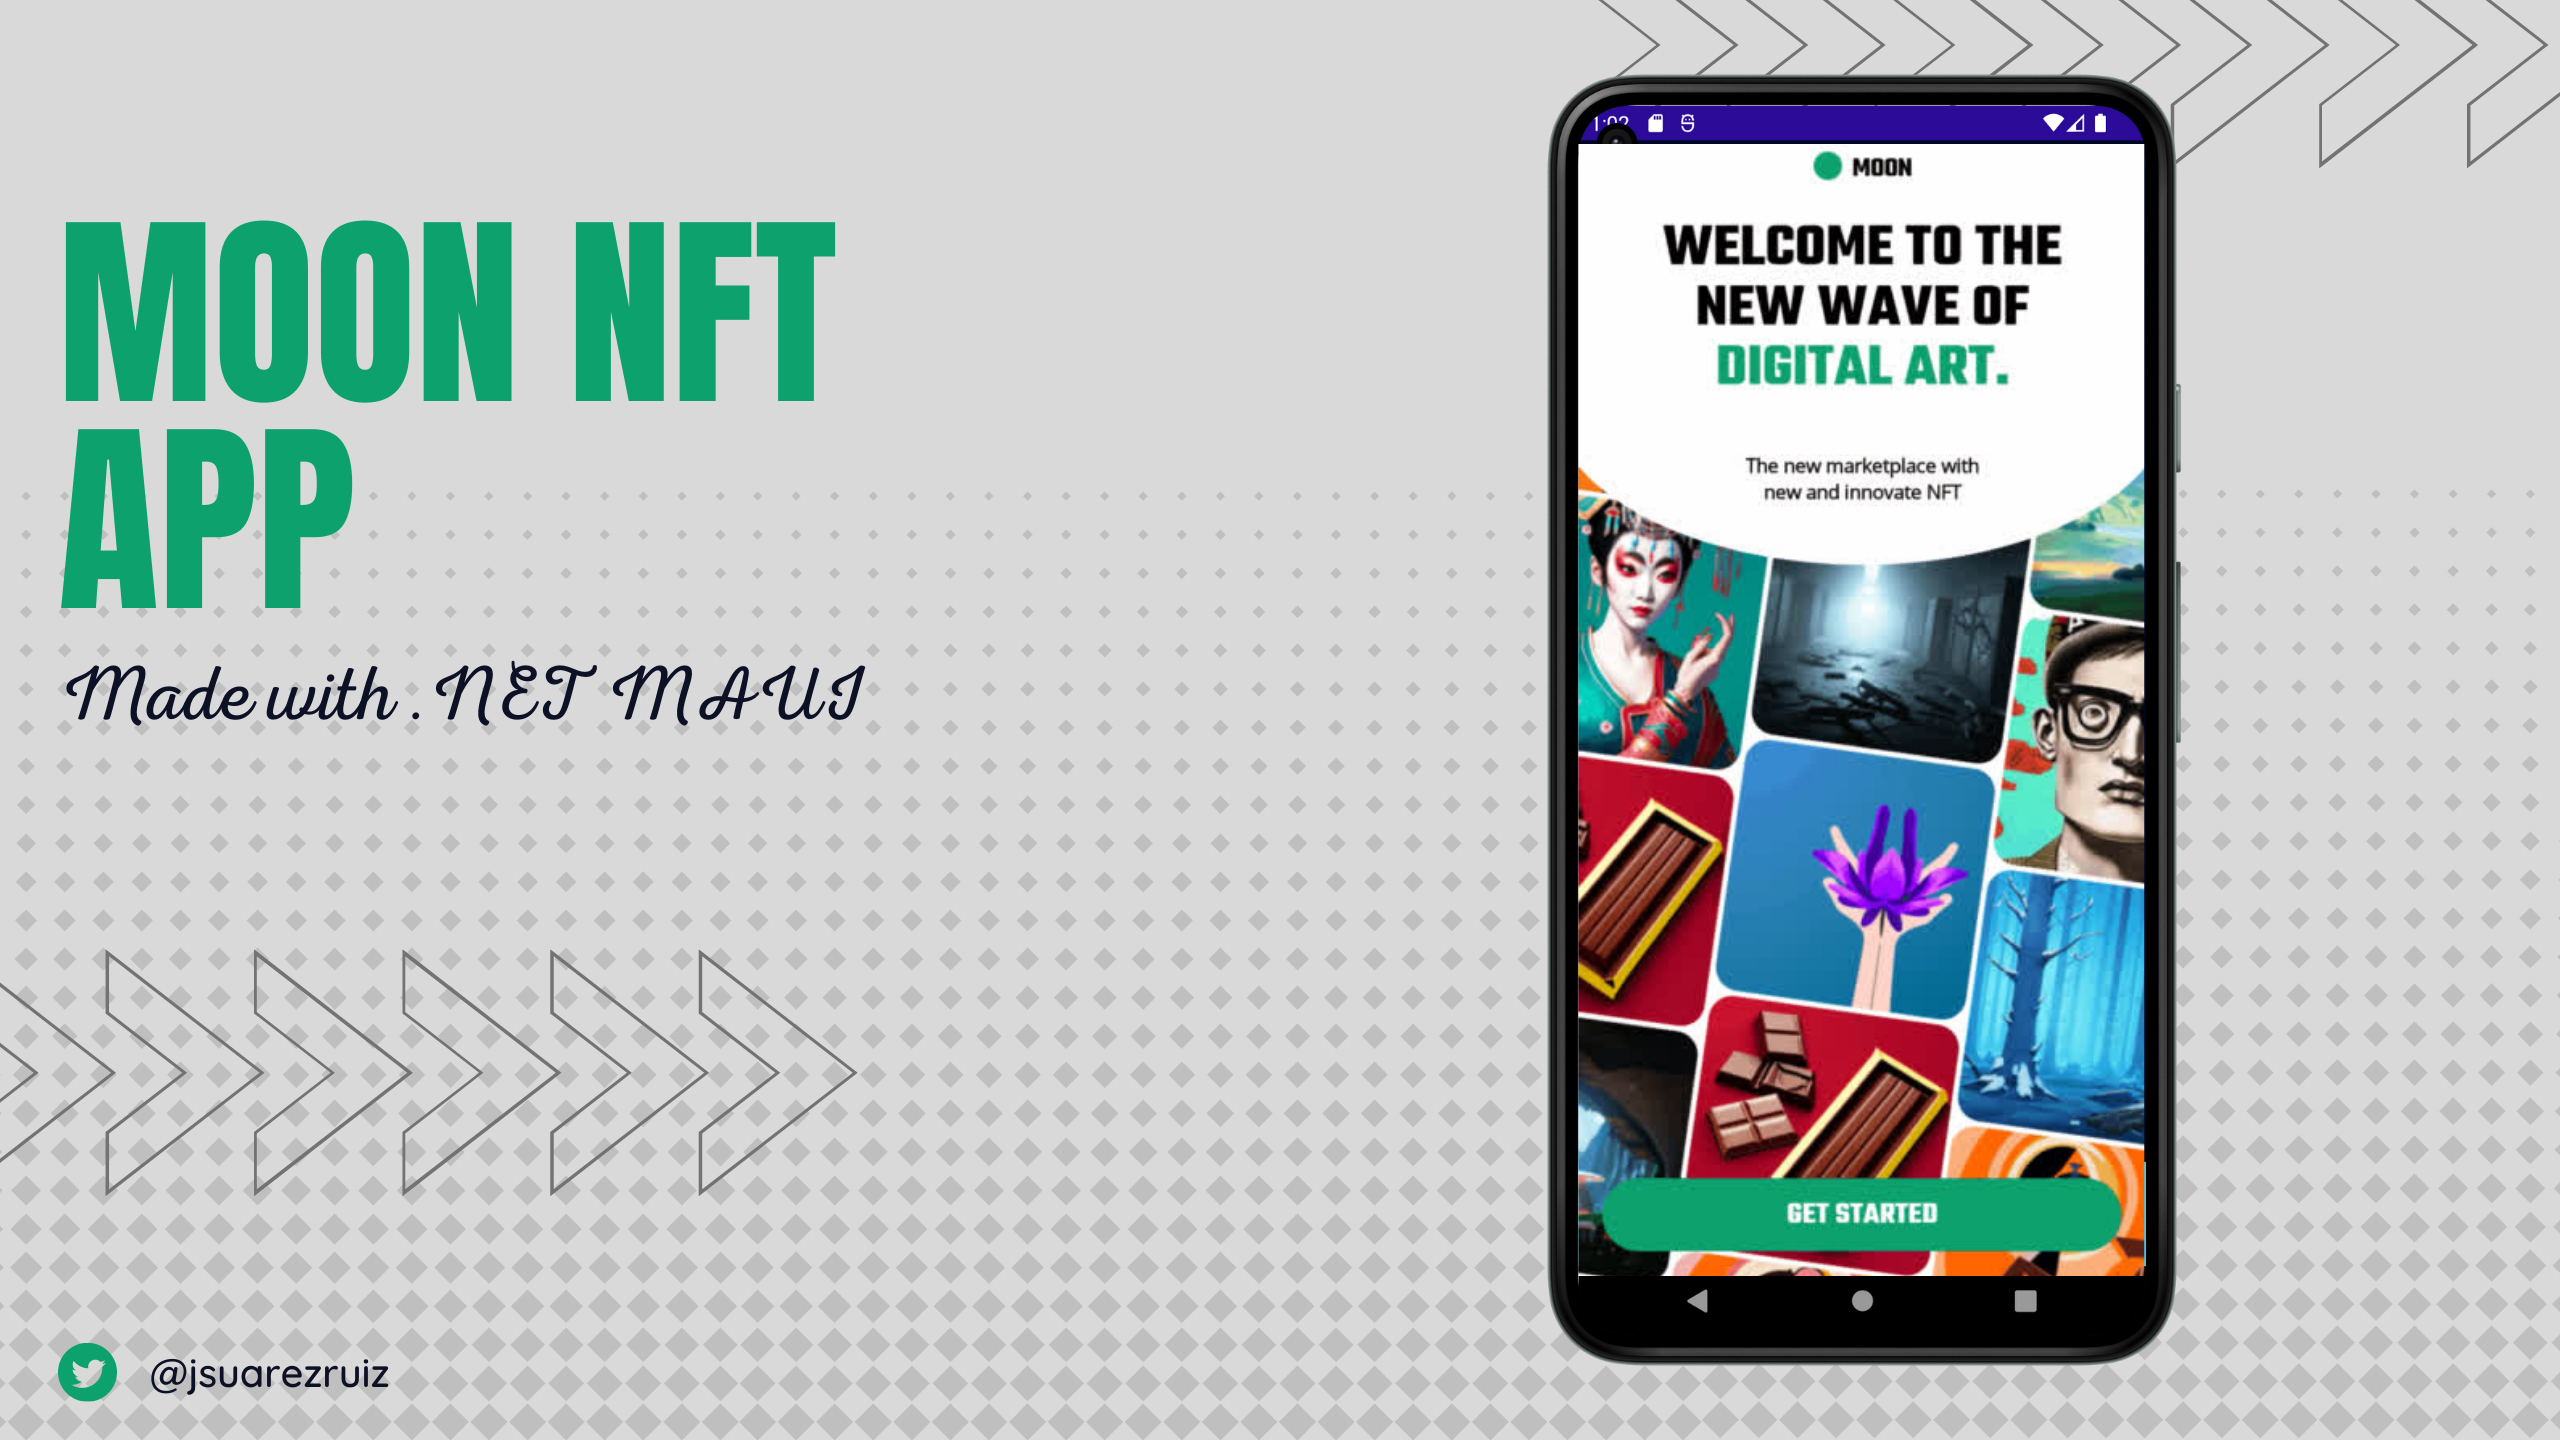 MOON NFT
APP
Made with .NET MAUI
@jsuarezruiz
1:02
MOON
WELCOME TO THE
NEW WAVE OF
DIGITAL ART.
The new marketplace with
new and innovate NFT
GET STARTED